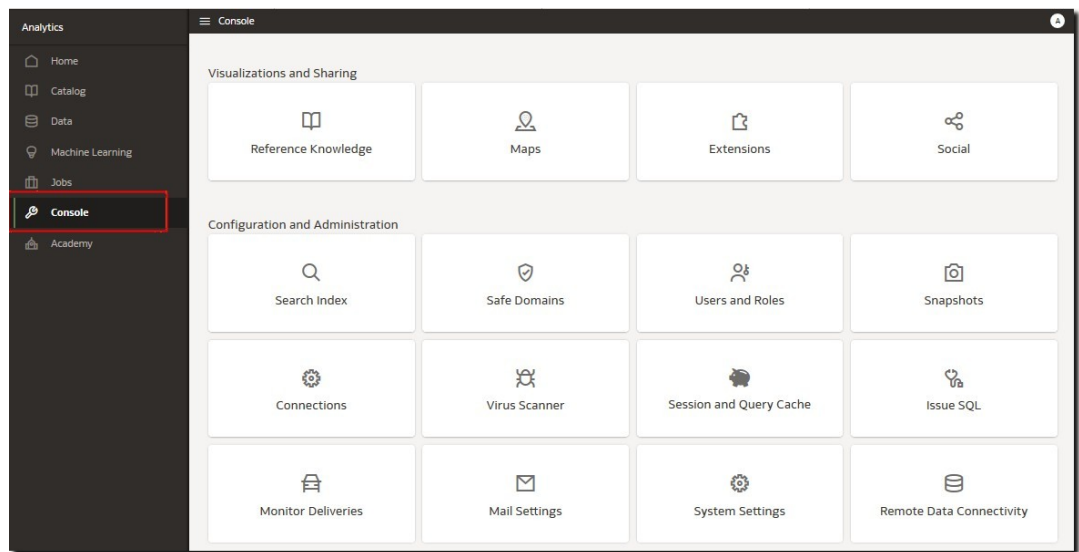 Analytics
Home
Catalog
Data
Machine Learning
Jobs
Console
Academy
Console
A
Visualizations and Sharing
Reference Knowledge
Maps
Extensions
Social
Configuration and Administration
Search Index
Safe Domains
Users and Roles
Snapshots
Connections
Virus Scanner
Session and Query Cache
Issue SQL
Monitor Deliveries
Mail Settings
System Settings
Remote Data Connectivity